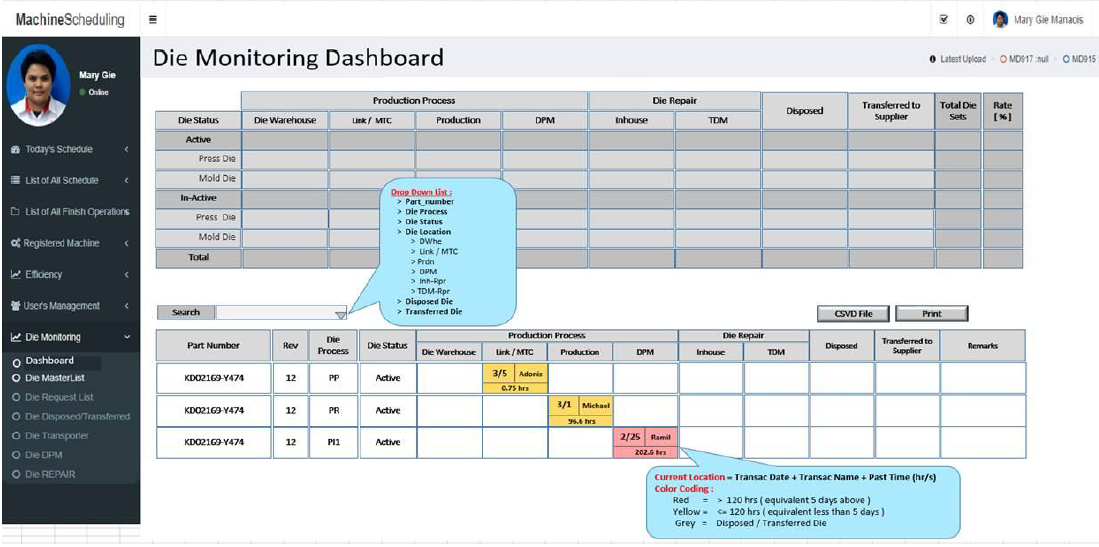 MachineScheduling
Mary Gie Manacis
Mary Gie
Online
Die Monitoring Dashboard
Latest Upload MD917 :null MD915
Today's Schedule
List of All Schedule
List of All Finish Operations
Registered Machine
Efficiency
User's Management
Die Monitoring
Dashboard
Die MasterList
Die Request List
Die Disposed/Transferred
Die Transporter
Die DPM
Die REPAIR
Production Process Die Repair Disposed Transferred to Supplier Total Die Sets Rate [ % ]
Die Status Die Warehouse Link / MTC Production DPM Inhouse TDM
Active
Press Die
Mold Die
In-Active
Press Die
Mold Die
Total
Drop Down List :
> Part_number
> Die Process
> Die Status
> Die Location
> DWhe
> Link / MTC
> Prdn
> DPM
> Inh-Rpr
> TDM-Rpr
> Disposed Die
> Transferred Die
Search
CSVD File Print
Part Number Rev Die Process Die Status Production Process Die Repair Disposed Transferred to Supplier Remarks
Die Warehouse Link / MTC Production DPM Inhouse TDM
KD02169-Y474 12 PP Active 3/5 Adonis
0.75 hrs
KD02169-Y474 12 PR Active 3/1 Michael
96.6 hrs
KD02169-Y474 12 PI1 Active 2/25 Ramil
202.6 hrs
Current Location = Transac Date + Transac Name + Past Time (hr/s)
Color Coding :
Red = > 120 hrs ( equivalent 5 days above )
Yellow = <= 120 hrs ( equivalent less than 5 days )
Grey = Disposed / Transferred Die